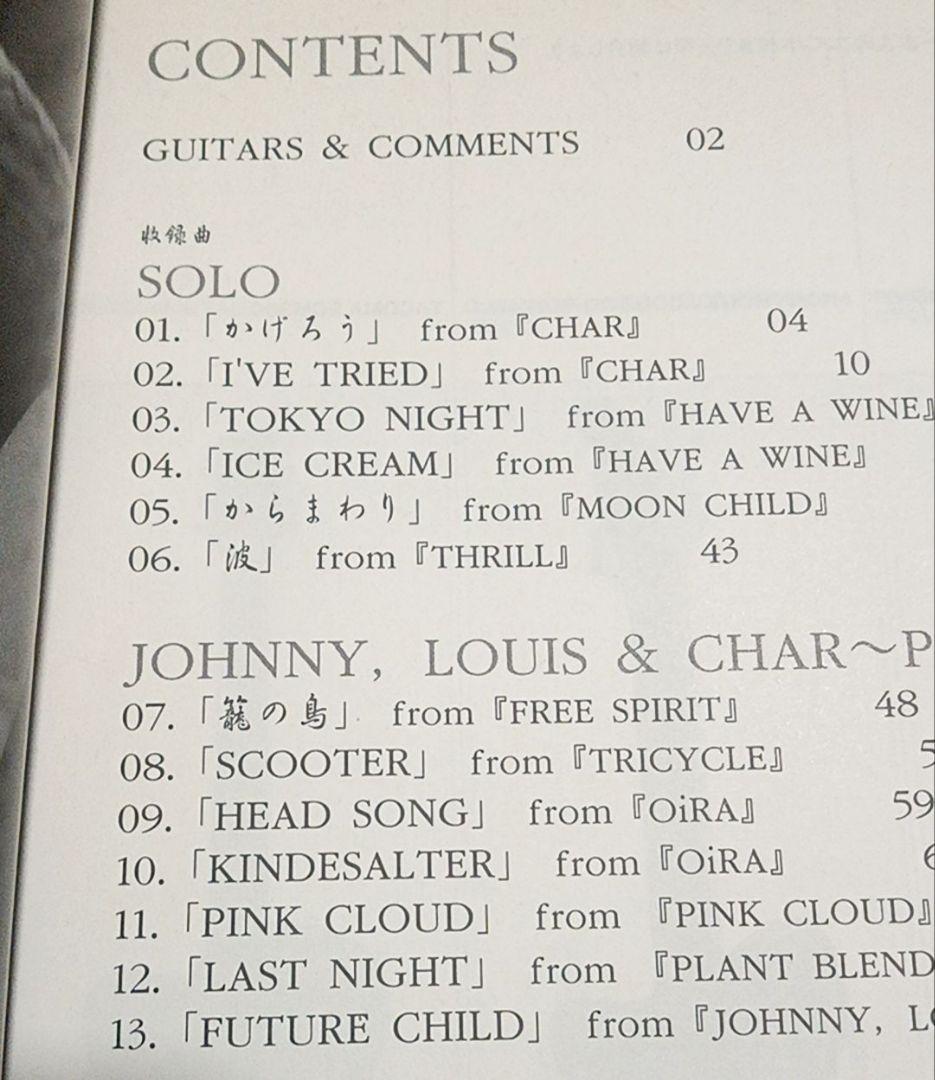 CONTENTS
GUITARS & COMMENTS 02
収録曲
SOLO
01.「かげろう」 from『CHAR』 04
02.「I'VE TRIED」 from『CHAR』 10
03.「TOKYO NIGHT」 from『HAVE A WINE』
04.「ICE CREAM」 from『HAVE A WINE』
05.「からまわり」 from『MOON CHILD』
06.「波」 from『THRILL』 43
JOHNNY, LOUIS & CHAR〜P
07.「籠の鳥」 from『FREE SPIRIT』 48
08.「SCOOTER」 from『TRICYCLE』 5
09.「HEAD SONG」 from『OiRA』 59
10.「KINDESALTER」 from『OiRA』
11.「PINK CLOUD」 from 『PINK CLOUD』
12.「LAST NIGHT」 from 『PLANT BLEND
13.「FUTURE CHILD」 from『JOHNNY, L